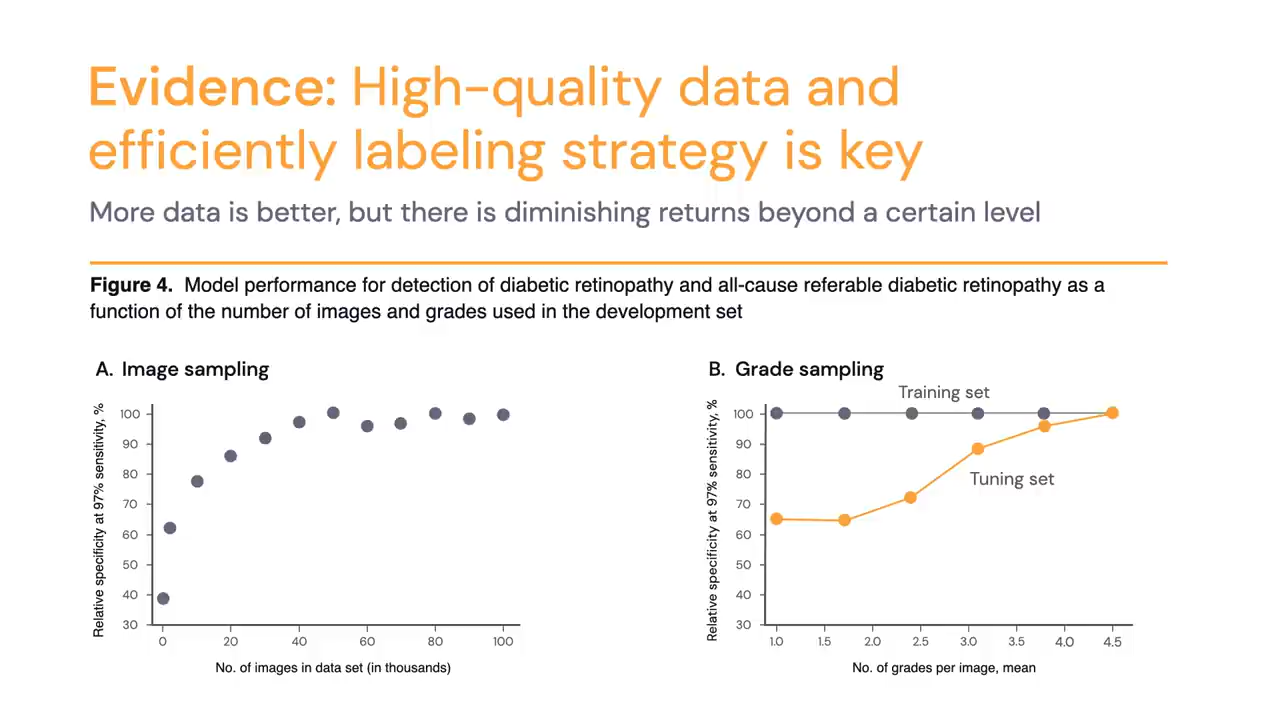 Evidence: High-quality data and
efficiently labeling strategy is key
More data is better, but there is diminishing returns beyond a certain level
Figure 4. Model performance for detection of diabetic retinopathy and all-cause referable diabetic retinopathy as a
function of the number of images and grades used in the development set
A. Image sampling
Relative specificity at 97% sensitivity, %
100
90
80
70
60
50
40
30
0 20 40 60 80 100
No. of images in data set (in thousands)
B. Grade sampling
Training set
Tuning set
Relative specificity at 97% sensitivity, %
100
90
80
70
60
50
40
30
1.0 1.5 2.0 2.5 3.0 3.5 4.0 4.5
No. of grades per image, mean